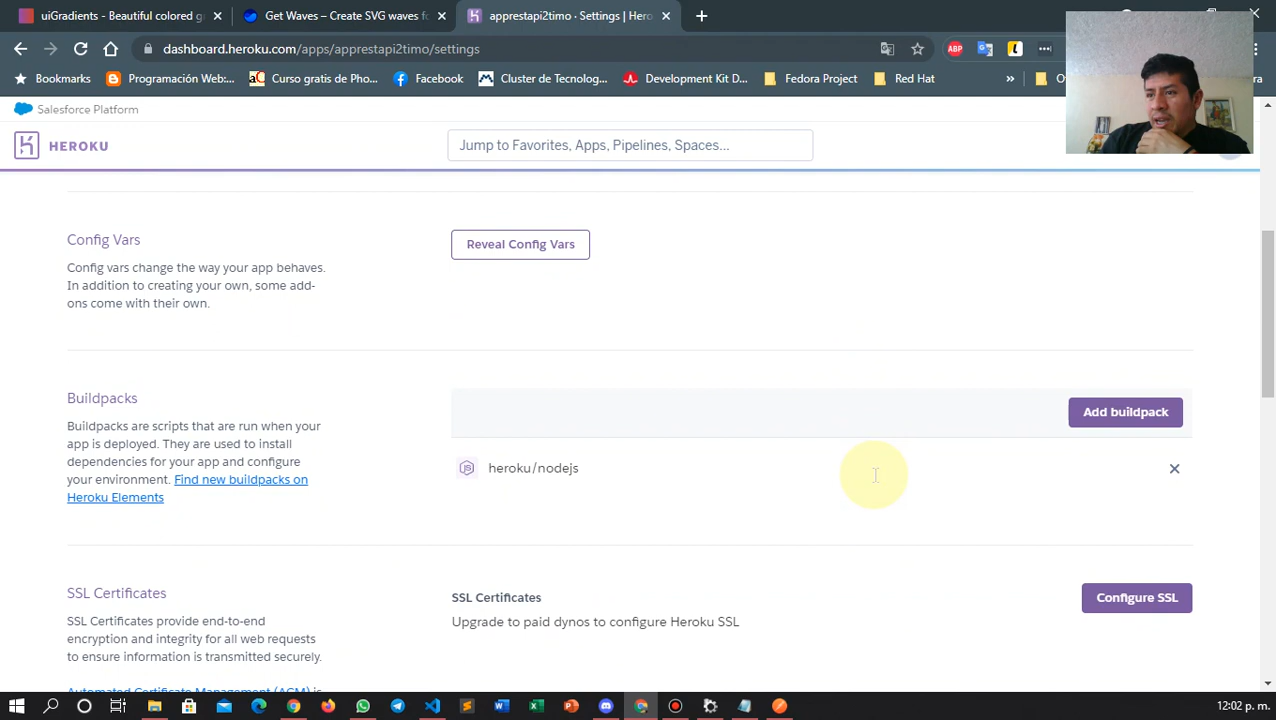 uiGradients - Beautiful colored g
Get Waves – Create SVG waves fo
apprestapi2timo · Settings | Hero
dashboard.heroku.com/apps/apprestapi2timo/settings
ABP
Bookmarks
Programación Web:...
Curso gratis de Pho...
Facebook
Cluster de Tecnolog...
Development Kit D...
Fedora Project
Red Hat
»
Salesforce Platform
HEROKU
Jump to Favorites, Apps, Pipelines, Spaces...
Config Vars
Reveal Config Vars
Config vars change the way your app behaves.
In addition to creating your own, some add-
ons come with their own.
Buildpacks
Add buildpack
Buildpacks are scripts that are run when your
app is deployed. They are used to install
dependencies for your app and configure
your environment. Find new buildpacks on
Heroku Elements
heroku/nodejs
SSL Certificates
SSL Certificates provide end-to-end
encryption and integrity for all web requests
to ensure information is transmitted securely.
Automated Certificate Management (ACM) is
SSL Certificates
Upgrade to paid dynos to configure Heroku SSL
Configure SSL
12:02 p. m.